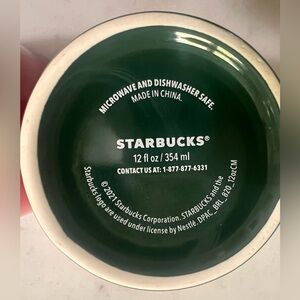 MICROWAVE AND DISHWASHER SAFE.
MADE IN CHINA.
STARBUCKS®
12 fl oz / 354 ml
CONTACT US AT: 1-877-877-6331
© 2021 Starbucks Corporation. STARBUCKS and the
Starbucks logo are used under license by Nestlé. DPAC_BRL_820_12ozCM